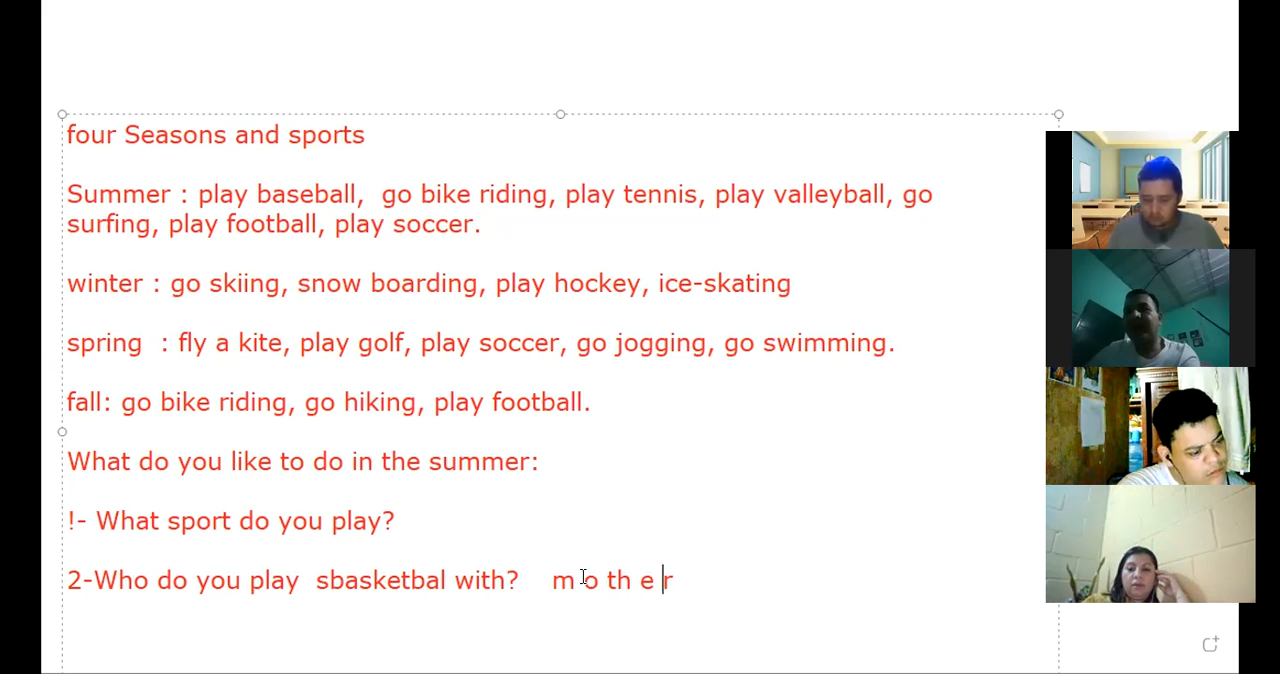 four Seasons and sports
Summer : play baseball,  go bike riding, play tennis, play valleyball, go
surfing, play football, play soccer.
winter : go skiing, snow boarding, play hockey, ice-skating
spring  : fly a kite, play golf, play soccer, go jogging, go swimming.
fall: go bike riding, go hiking, play football.
What do you like to do in the summer:
!- What sport do you play?
2-Who do you play  sbasketbal with?    m o th e r